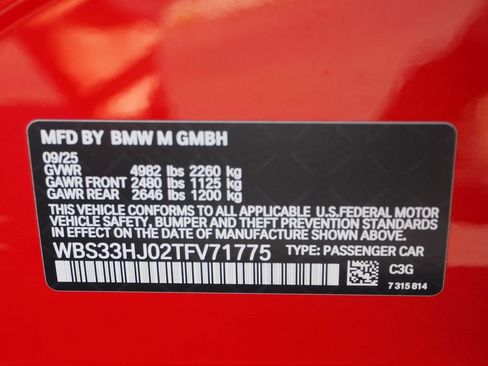 MFD BY BMW M GMBH
09/25
GVWR 4982 lbs 2260 kg
GAWR FRONT 2480 lbs 1125 kg
GAWR REAR 2646 lbs 1200 kg
THIS VEHICLE CONFORMS TO ALL APPLICABLE U.S.FEDERAL MOTOR
VEHICLE SAFETY, BUMPER AND THEFT PREVENTION STANDARDS
IN EFFECT ON THE DATE OF MANUFACTURE SHOWN ABOVE.
WBS33HJ02TFV71775 TYPE: PASSENGER CAR
C3G
7 315 814